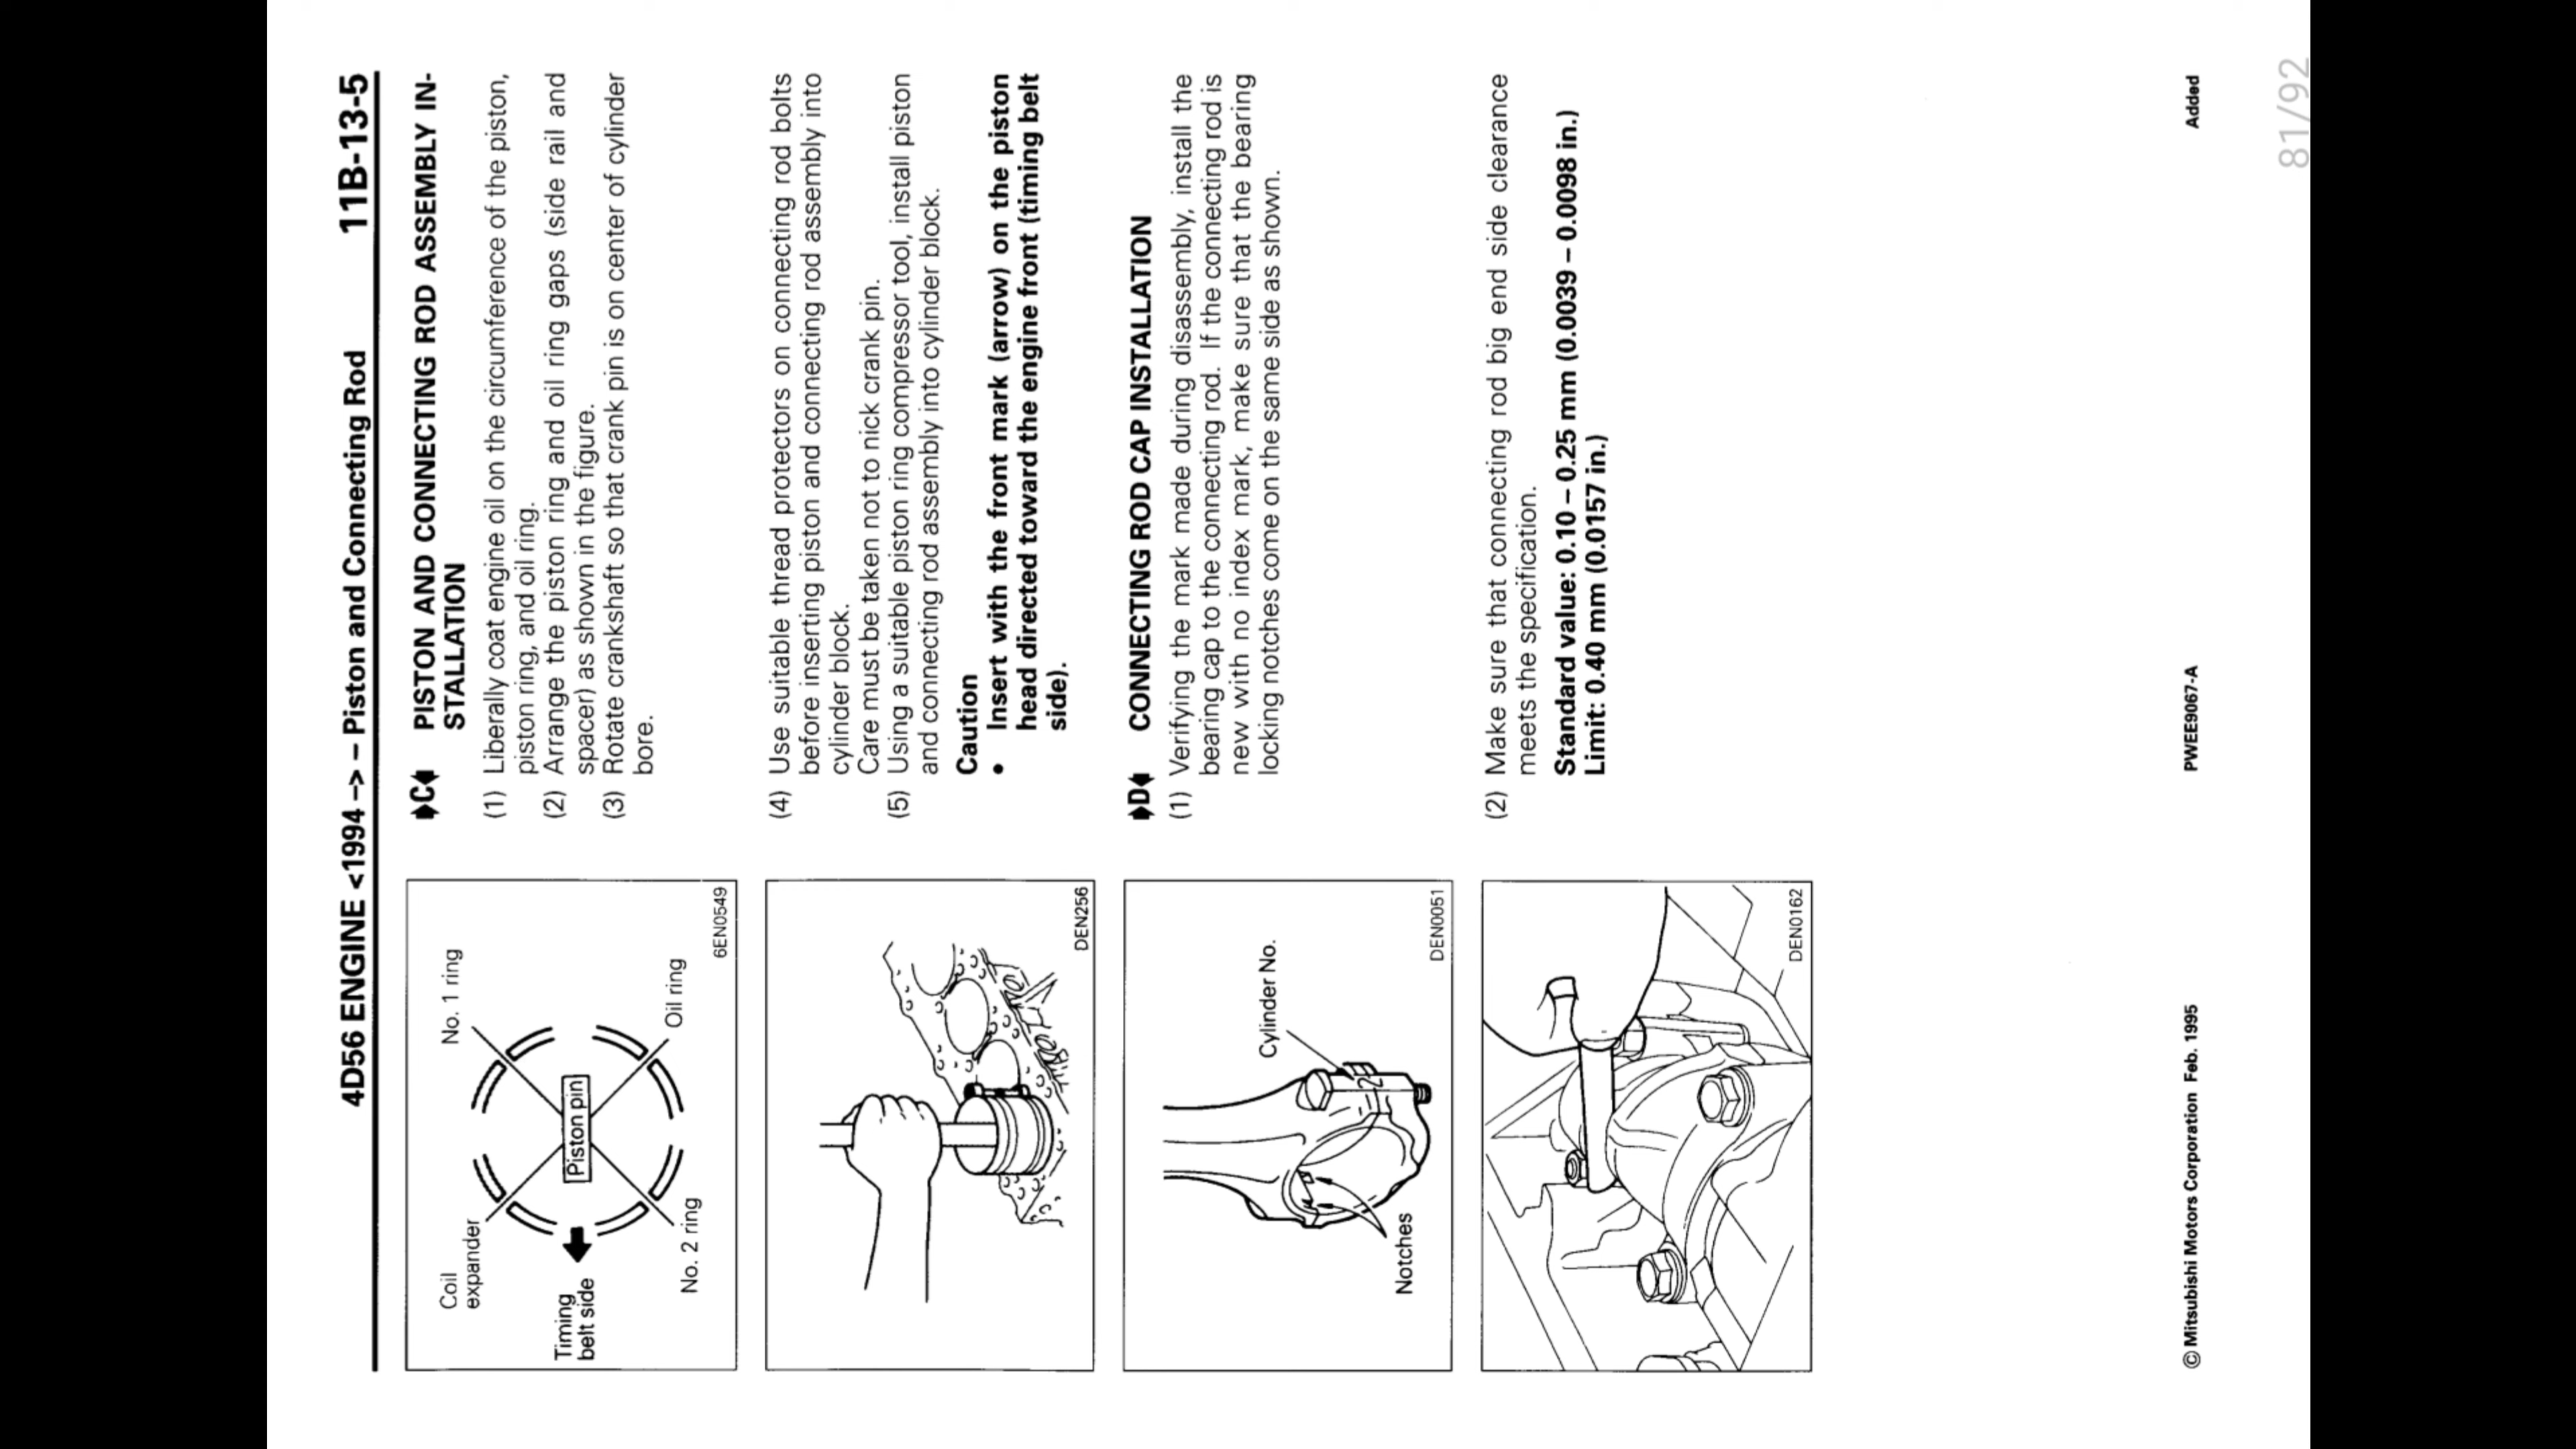 4D56 ENGINE <1994 –> – Piston and Connecting Rod 11B-13-5
Coil
expander
No. 1 ring
Timing
belt side
Piston pin
No. 2 ring
Oil ring
6EN0549
C PISTON AND CONNECTING ROD ASSEMBLY IN-
STALLATION
(1) Liberally coat engine oil on the circumference of the piston,
piston ring, and oil ring.
(2) Arrange the piston ring and oil ring gaps (side rail and
spacer) as shown in the figure.
(3) Rotate crankshaft so that crank pin is on center of cylinder
bore.
DEN256
(4) Use suitable thread protectors on connecting rod bolts
before inserting piston and connecting rod assembly into
cylinder block.
Care must be taken not to nick crank pin.
(5) Using a suitable piston ring compressor tool, install piston
and connecting rod assembly into cylinder block.
Caution
• Insert with the front mark (arrow) on the piston
head directed toward the engine front (timing belt
side).
Cylinder No.
2
Notches
DEN0051
D CONNECTING ROD CAP INSTALLATION
(1) Verifying the mark made during disassembly, install the
bearing cap to the connecting rod. If the connecting rod is
new with no index mark, make sure that the bearing
locking notches come on the same side as shown.
DEN0162
(2) Make sure that connecting rod big end side clearance
meets the specification.
Standard value: 0.10 – 0.25 mm (0.0039 – 0.0098 in.)
Limit: 0.40 mm (0.0157 in.)
© Mitsubishi Motors Corporation Feb. 1995 PWEE9067-A Added
81/92